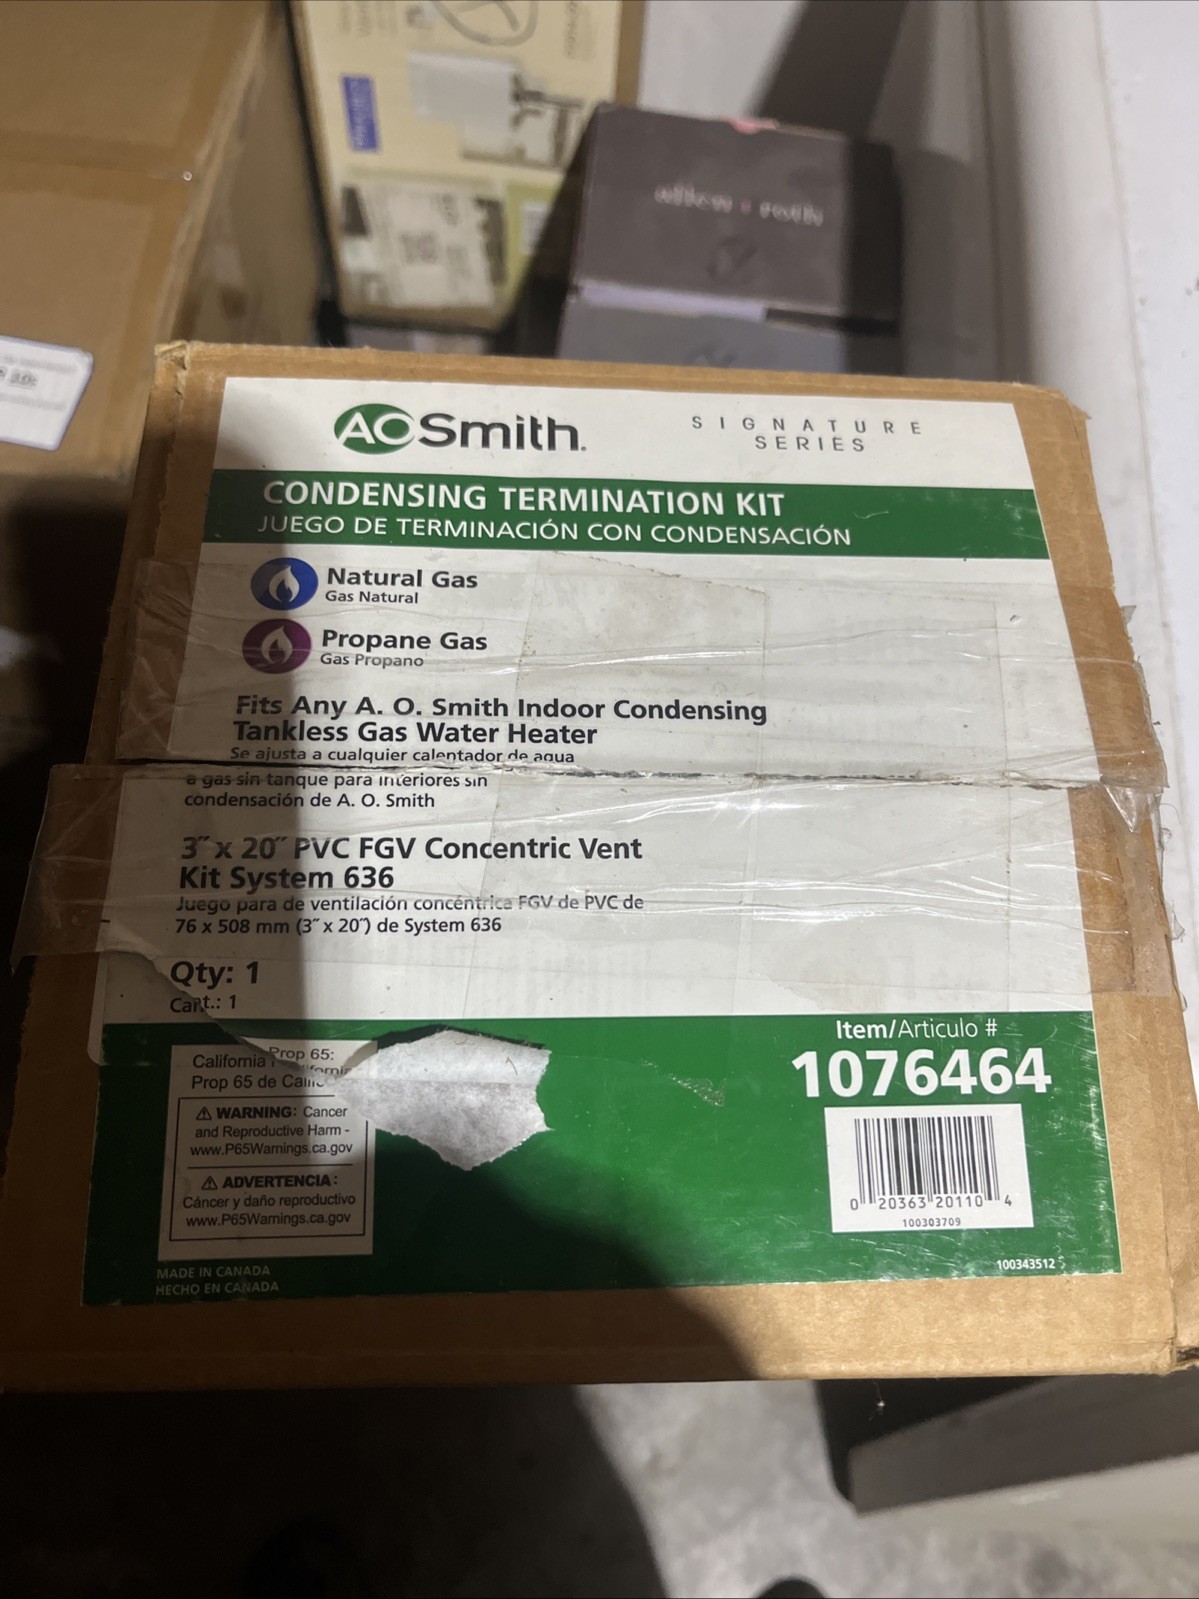 allen + roth
AOSmith.
SIGNATURE
SERIES
CONDENSING TERMINATION KIT
JUEGO DE TERMINACIÓN CON CONDENSACIÓN
Natural Gas
Gas Natural
Propane Gas
Gas Propano
Fits Any A. O. Smith Indoor Condensing
Tankless Gas Water Heater
Se ajusta a cualquier calentador de agua
a gas sin tanque para interiores sin
condensación de A. O. Smith
3″ x 20″ PVC FGV Concentric Vent
Kit System 636
Juego para de ventilación concéntrica FGV de PVC de
76 x 508 mm (3″ x 20″) de System 636
Qty: 1
Cant.: 1
California Prop 65:
Prop 65 de
⚠ WARNING: Cancer
and Reproductive Harm -
www.P65Warnings.ca.gov
⚠ ADVERTENCIA:
Cáncer y daño reproductivo
www.P65Warnings.ca.gov
MADE IN CANADA
HECHO EN CANADA
Item/Articulo #
1076464
0 20363 20110 4
100303709
100343512